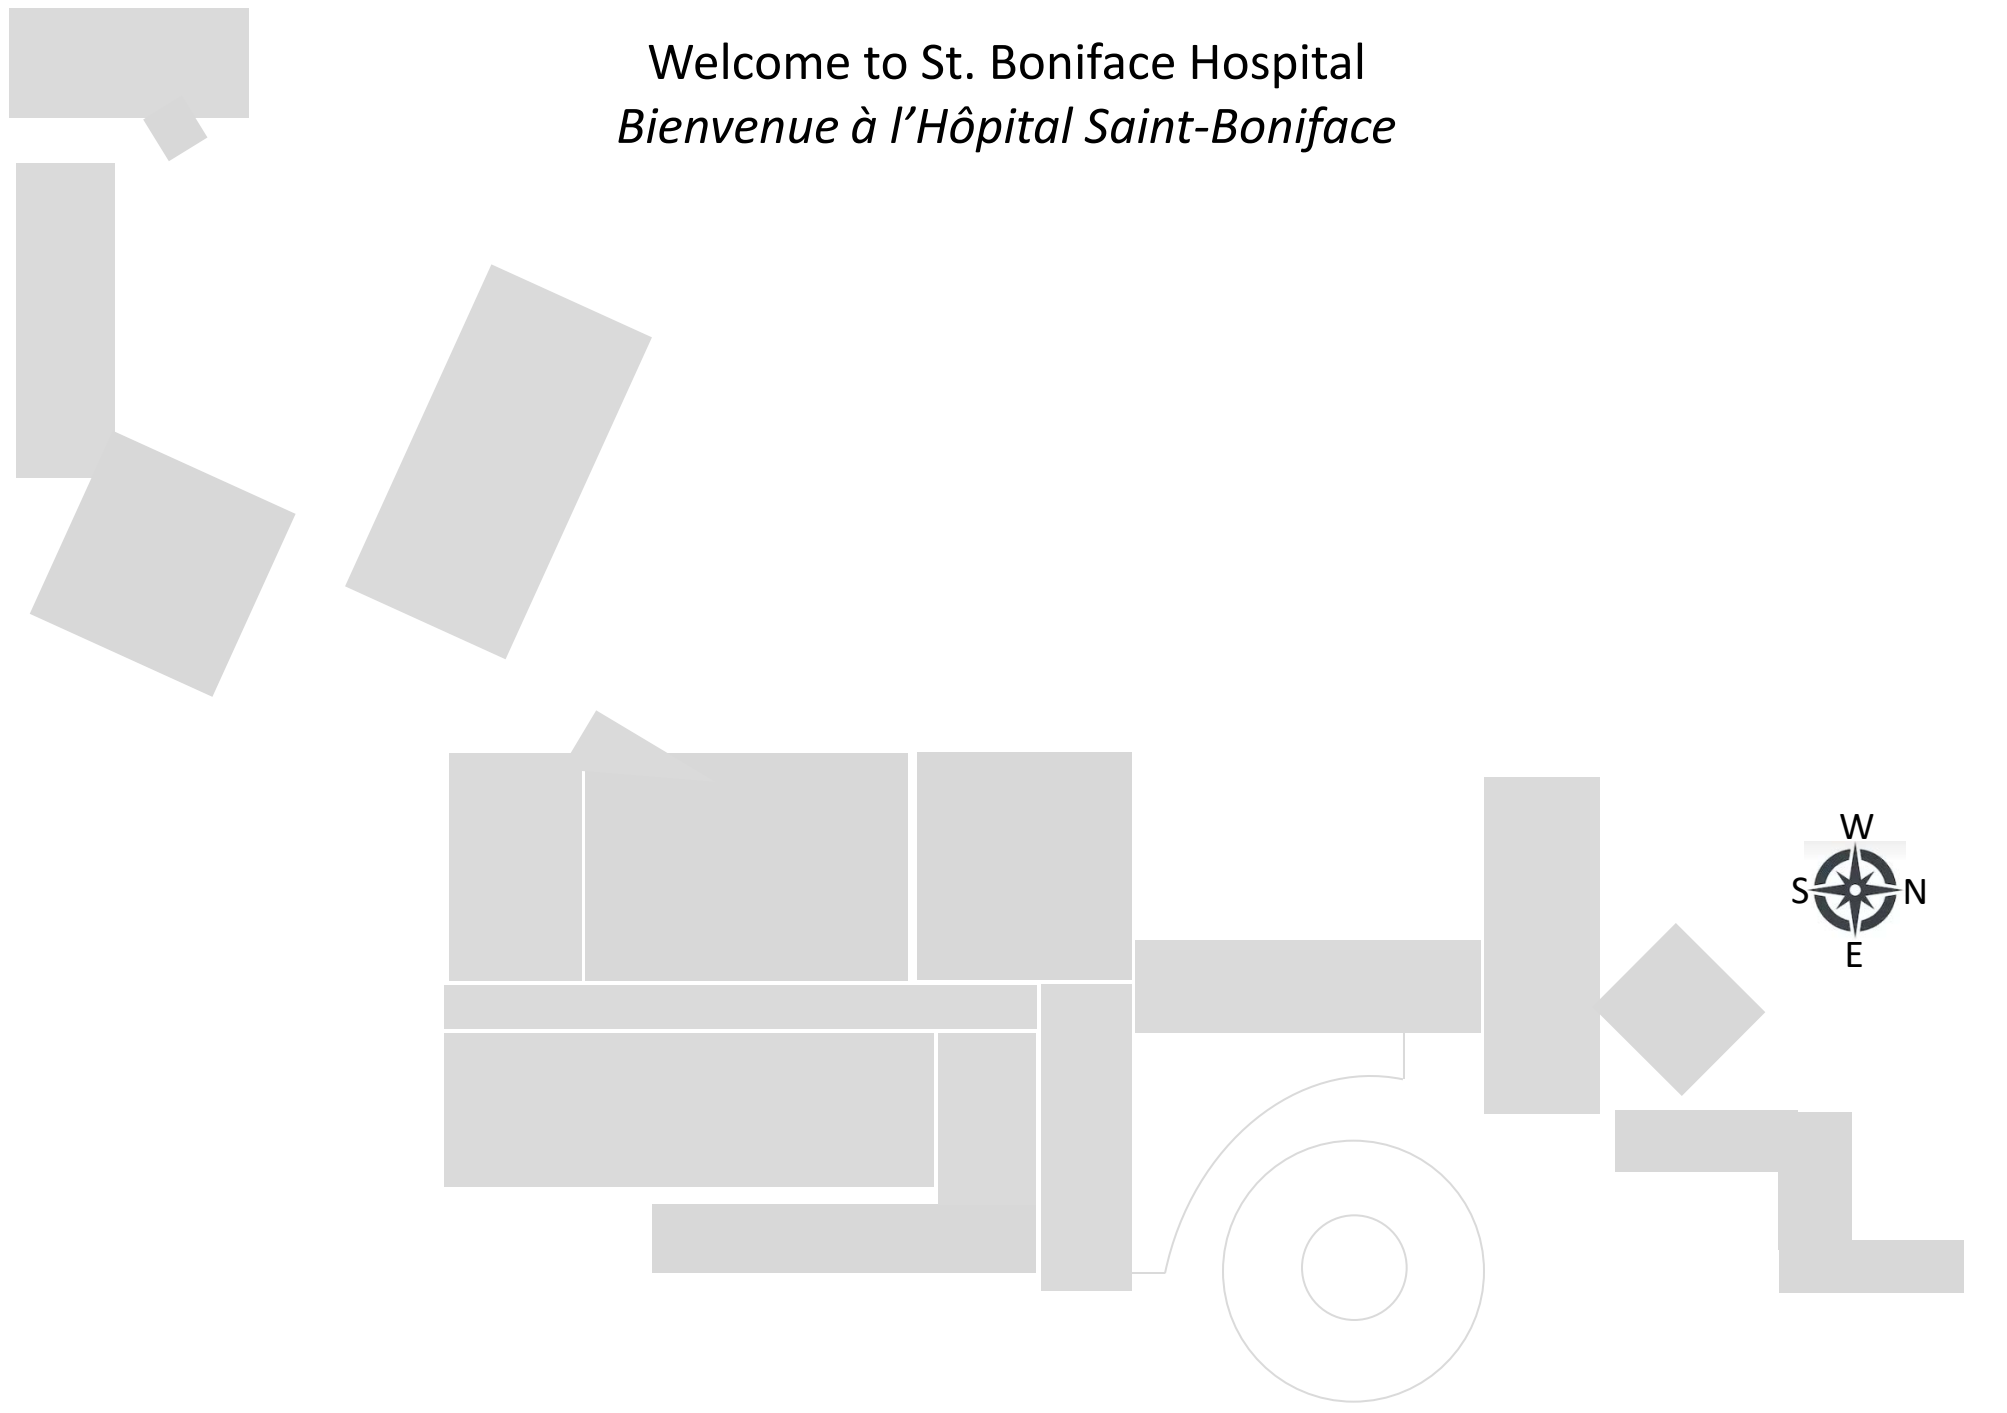 Welcome to St. Boniface Hospital
Bienvenue à l’Hôpital Saint-Boniface
W
S N
E